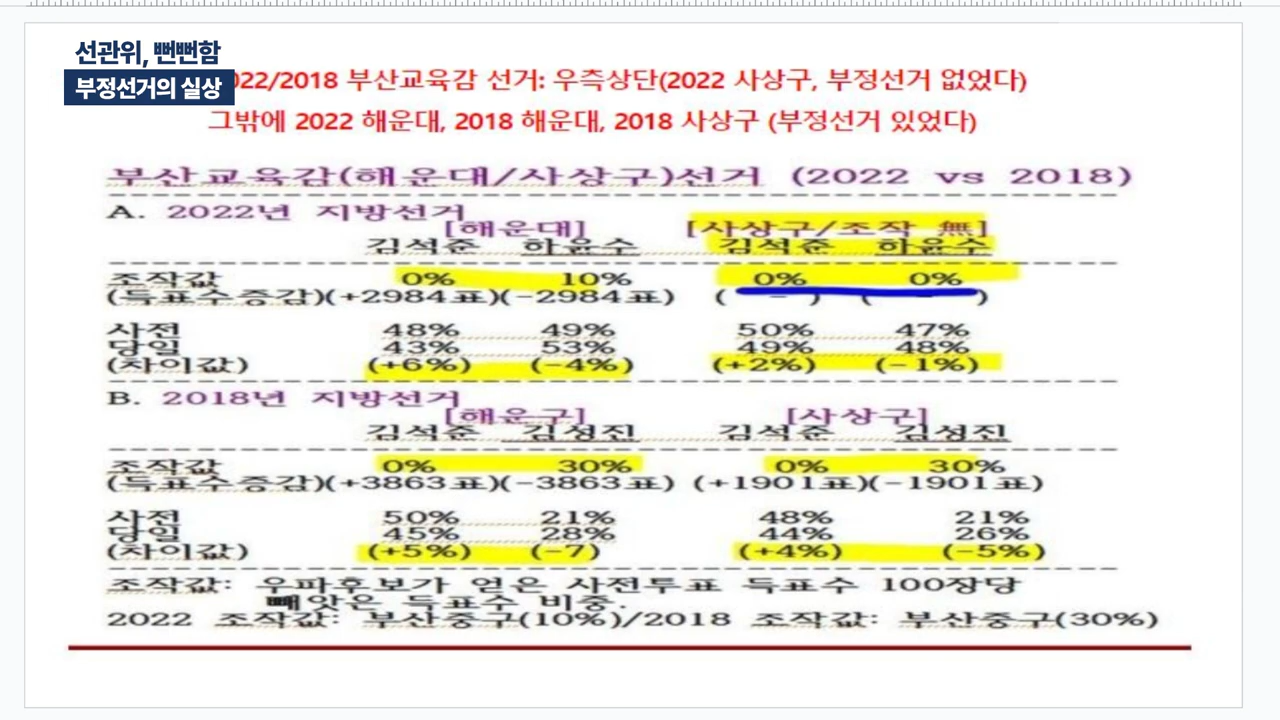 선관위, 뻔뻔함
부정선거의 실상
022/2018 부산교육감 선거: 우측상단(2022 사상구, 부정선거 없었다)
그밖에 2022 해운대, 2018 해운대, 2018 사상구 (부정선거 있었다)
부산교육감(해운대/사상구)선거 (2022 vs 2018)
A. 2022년 지방선거
[해운대] [사상구/조작 無]
김석준 하윤수 김석준 하윤수
조작값 0% 10% 0% 0%
(득표수증감)(+2984표)(-2984표) ( - ) ( - )
사전 48% 49% 50% 47%
당일 43% 53% 49% 48%
(차이값) (+6%) (-4%) (+2%) (-1%)
B. 2018년 지방선거
[해운구] [사상구]
김석준 김성진 김석준 김성진
조작값 0% 30% 0% 30%
(득표수증감)(+3863표)(-3863표) (+1901표)(-1901표)
사전 50% 21% 48% 21%
당일 45% 28% 44% 26%
(차이값) (+5%) (-7) (+4%) (-5%)
조작값: 우파후보가 얻은 사전투표 득표수 100장당
빼앗은 득표수 비중.
2022 조작값: 부산중구(10%)/2018 조작값: 부산중구(30%)